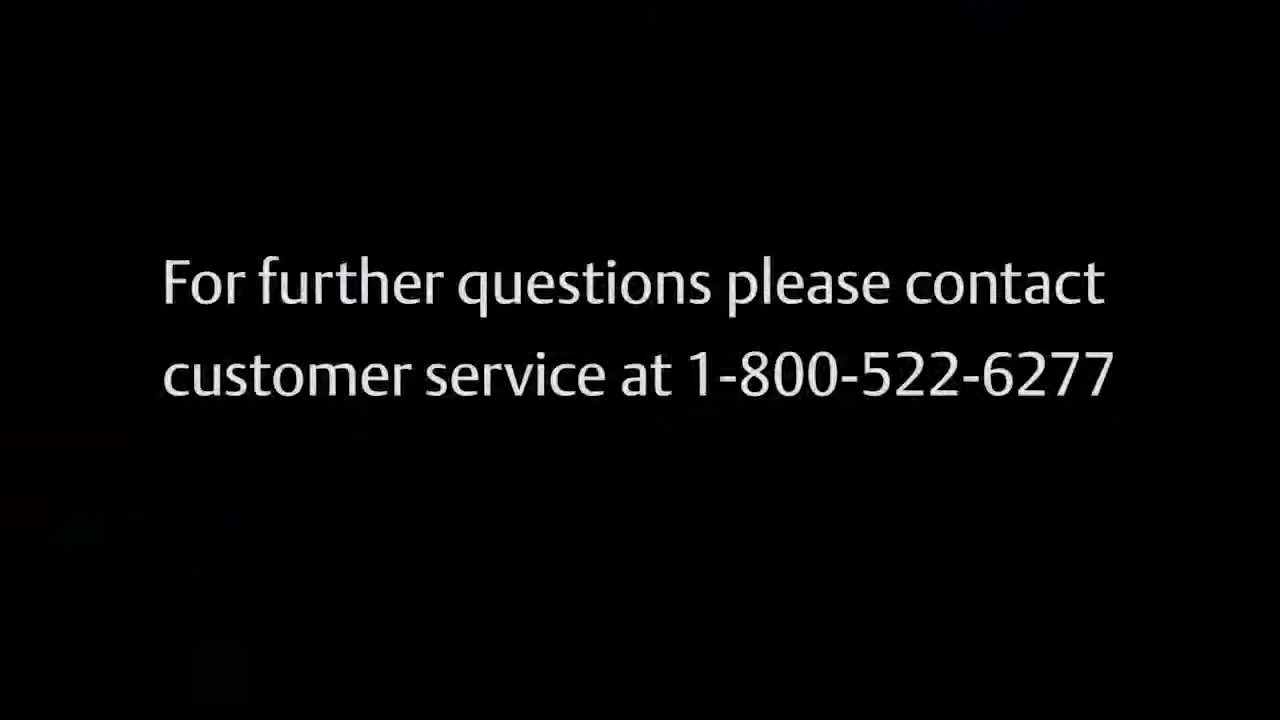 For further questions please contact
customer service at 1-800-522-6277